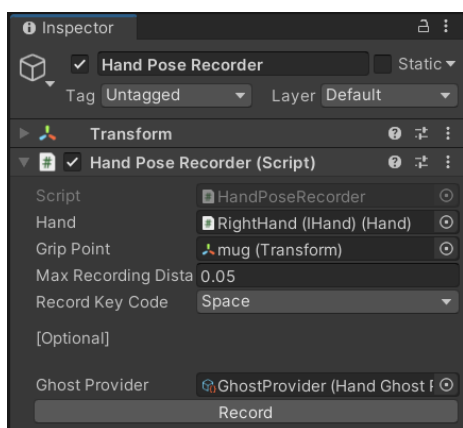 Inspector
Hand Pose Recorder Static
Tag Untagged Layer Default
Transform
Hand Pose Recorder (Script)
Script HandPoseRecorder
Hand RightHand (IHand) (Hand)
Grip Point mug (Transform)
Max Recording Dista 0.05
Record Key Code Space
[Optional]
Ghost Provider GhostProvider (Hand Ghost P
Record